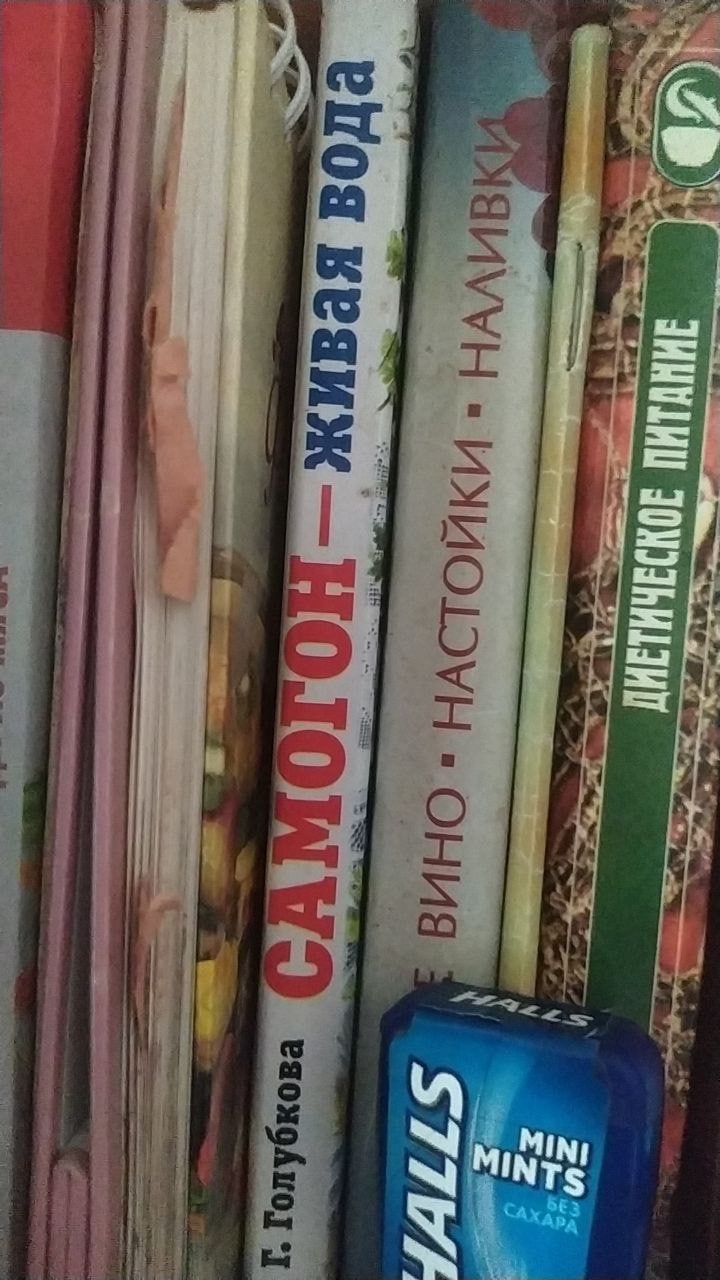 Г. Голубкова
САМОГОН – живая вода
Е ВИНО • НАСТОЙКИ • НАЛИВКИ
ДИЕТИЧЕСКОЕ ПИТАНИЕ
HALLS
HALLS
MINI
MINTS
БЕЗ
САХАРА